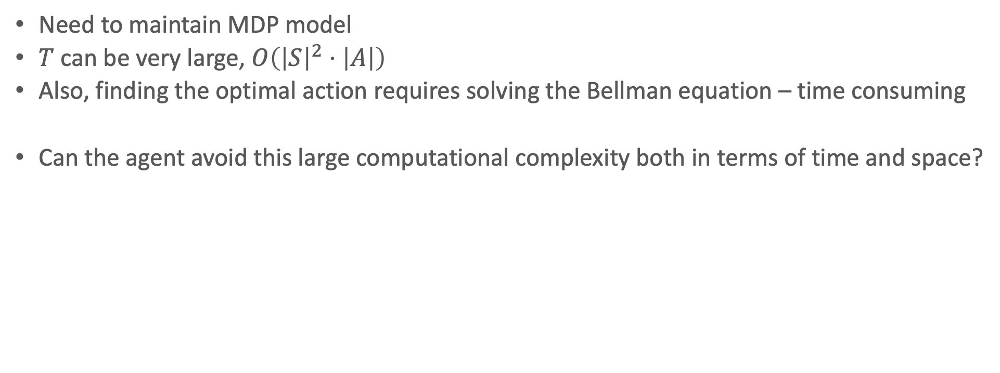 • Need to maintain MDP model
• T can be very large, O(|S|² · |A|)
• Also, finding the optimal action requires solving the Bellman equation – time consuming
• Can the agent avoid this large computational complexity both in terms of time and space?